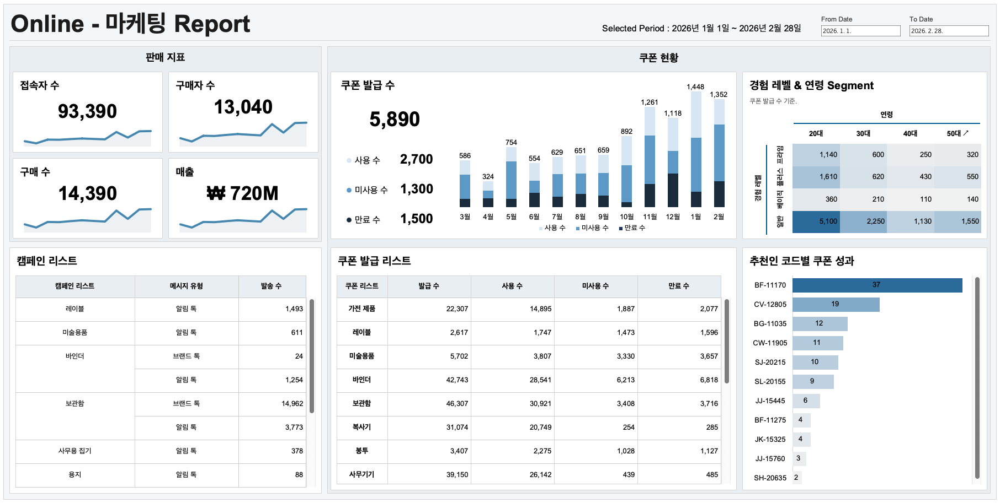 Online - 마케팅 Report
Selected Period : 2026년 1월 1일 ~ 2026년 2월 28일
From Date
2026. 1. 1.
To Date
2026. 2. 28.
판매 지표
접속자 수
93,390
구매자 수
13,040
구매 수
14,390
매출
₩ 720M
쿠폰 현황
쿠폰 발급 수
5,890
사용 수 2,700
미사용 수 1,300
만료 수 1,500
586 324 754 554 629 651 659 892 1,261 1,118 1,448 1,352
3월 4월 5월 6월 7월 8월 9월 10월 11월 12월 1월 2월
사용 수 미사용 수 만료 수
경험 레벨 & 연령 Segment
쿠폰 발급 수 기준.
연령
20대 30대 40대 50대 ↗
경험 레벨
프라임 1,140 600 250 320
플러스 1,610 620 430 550
베이직 360 210 110 140
일반 5,100 2,250 1,130 1,550
캠페인 리스트
캠페인 리스트 메시지 유형 발송 수
레이블 알림 톡 1,493
미술용품 알림 톡 611
바인더 브랜드 톡 24
알림 톡 1,254
보관함 브랜드 톡 14,962
알림 톡 3,773
사무용 집기 알림 톡 378
용지 알림 톡 88
쿠폰 발급 리스트
쿠폰 리스트 발급 수 사용 수 미사용 수 만료 수
가전 제품 22,307 14,895 1,887 2,077
레이블 2,617 1,747 1,473 1,596
미술용품 5,702 3,807 3,330 3,657
바인더 42,743 28,541 6,213 6,818
보관함 46,307 30,921 3,408 3,716
복사기 31,074 20,749 254 285
봉투 3,407 2,275 1,028 1,127
사무기기 39,150 26,142 439 485
추천인 코드별 쿠폰 성과
BF-11170 37
CV-12805 19
BG-11035 12
CW-11905 11
SJ-20215 10
SL-20155 9
JJ-15445 6
BF-11275 4
JK-15325 4
JJ-15760 3
SH-20635 2